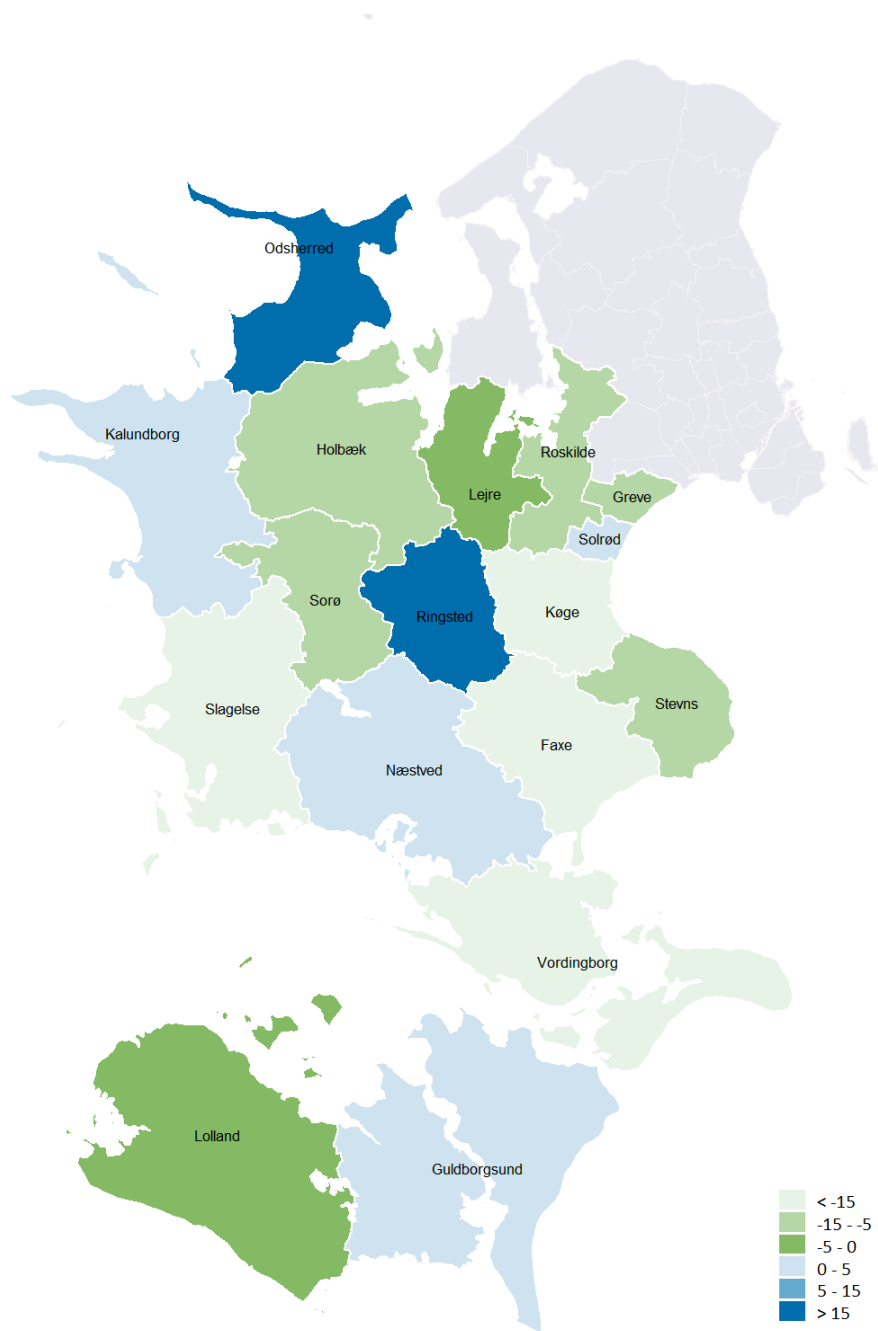 Odsherred
Kalundborg
Holbæk
Roskilde
Lejre
Greve
Solrød
Sorø
Ringsted
Køge
Slagelse
Stevns
Faxe
Næstved
Vordingborg
Lolland
Guldborgsund
< -15
-15 - -5
-5 - 0
0 - 5
5 - 15
> 15